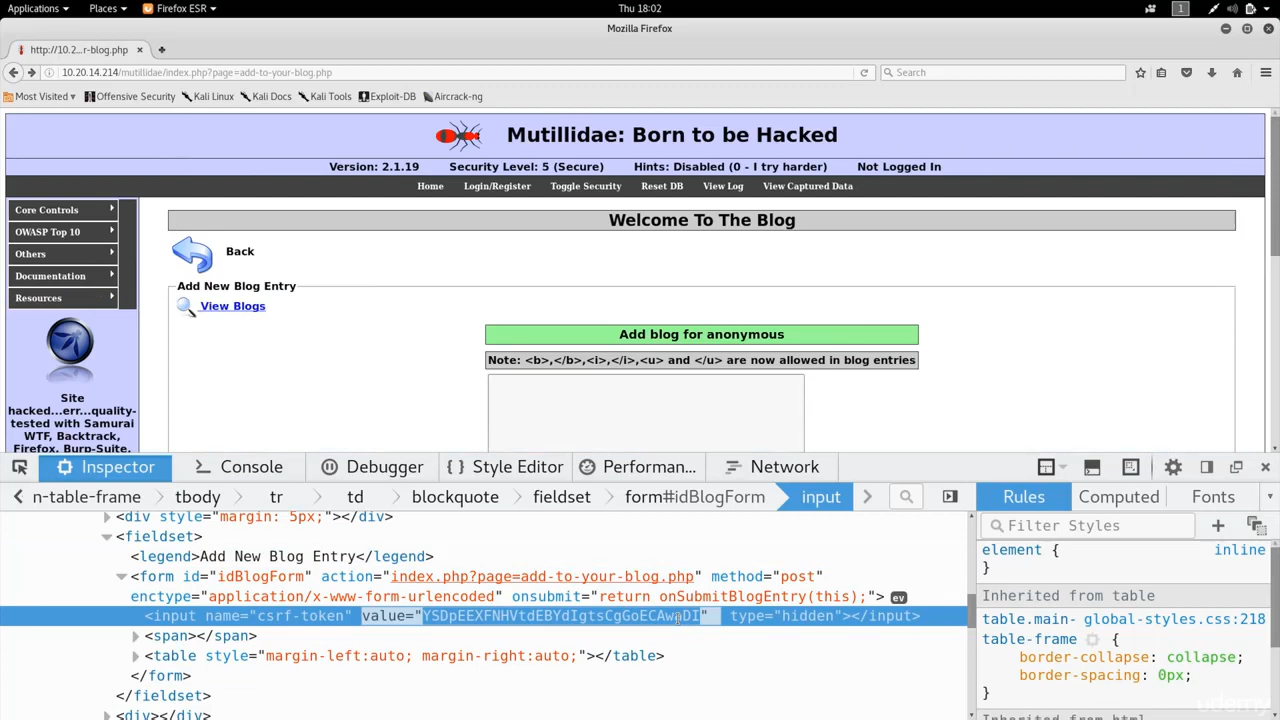 Applications Places Firefox ESR Thu 18:02 1
Mozilla Firefox
http://10.2...r-blog.php
10.20.14.214/mutillidae/index.php?page=add-to-your-blog.php Search
Most Visited Offensive Security Kali Linux Kali Docs Kali Tools Exploit-DB Aircrack-ng
Mutillidae: Born to be Hacked
Version: 2.1.19 Security Level: 5 (Secure) Hints: Disabled (0 - I try harder) Not Logged In
Home Login/Register Toggle Security Reset DB View Log View Captured Data
Core Controls
OWASP Top 10
Others
Documentation
Resources
Site
hacked...err...quality-
tested with Samurai
WTF, Backtrack,
Firefox, Burp-Suite,
Welcome To The Blog
Back
Add New Blog Entry
View Blogs
Add blog for anonymous
Note: <b>,</b>,<i>,</i>,<u> and </u> are now allowed in blog entries
Inspector Console Debugger Style Editor Performan... Network
n-table-frame tbody tr td blockquote fieldset form#idBlogForm input
<div style="margin: 5px;"></div>
<fieldset>
<legend>Add New Blog Entry</legend>
<form id="idBlogForm" action="index.php?page=add-to-your-blog.php" method="post"
enctype="application/x-www-form-urlencoded" onsubmit="return onSubmitBlogEntry(this);"> ev
<input name="csrf-token" type="hidden"></input>
<span></span>
<table style="margin-left:auto; margin-right:auto;"></table>
</form>
</fieldset>
<div></div>
Rules Computed Fonts
Filter Styles
element { inline
}
Inherited from table
table.main- global-styles.css:218
table-frame {
border-collapse: collapse;
border-spacing: 0px;
}
Inherited from html
udemy